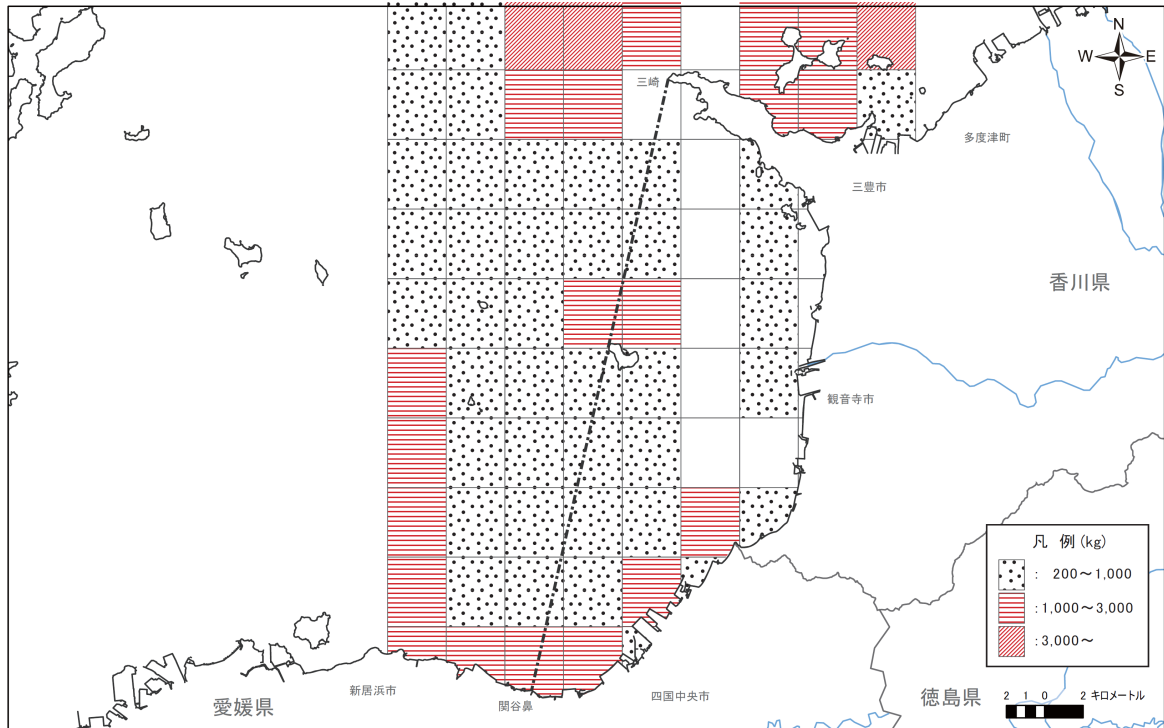 N
W E
S
三崎
多度津町
三豊市
香川県
観音寺市
凡 例 (kg)
: 200～1,000
:1,000～3,000
:3,000～
新居浜市
関谷鼻
四国中央市
愛媛県
徳島県
2 1 0 2 キロメートル